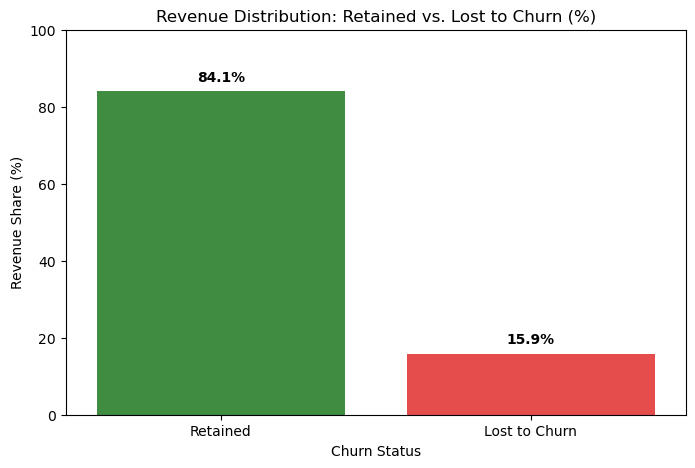 Revenue Distribution: Retained vs. Lost to Churn (%)
100
80
60
40
20
0
Revenue Share (%)
84.1%
15.9%
Retained
Lost to Churn
Churn Status